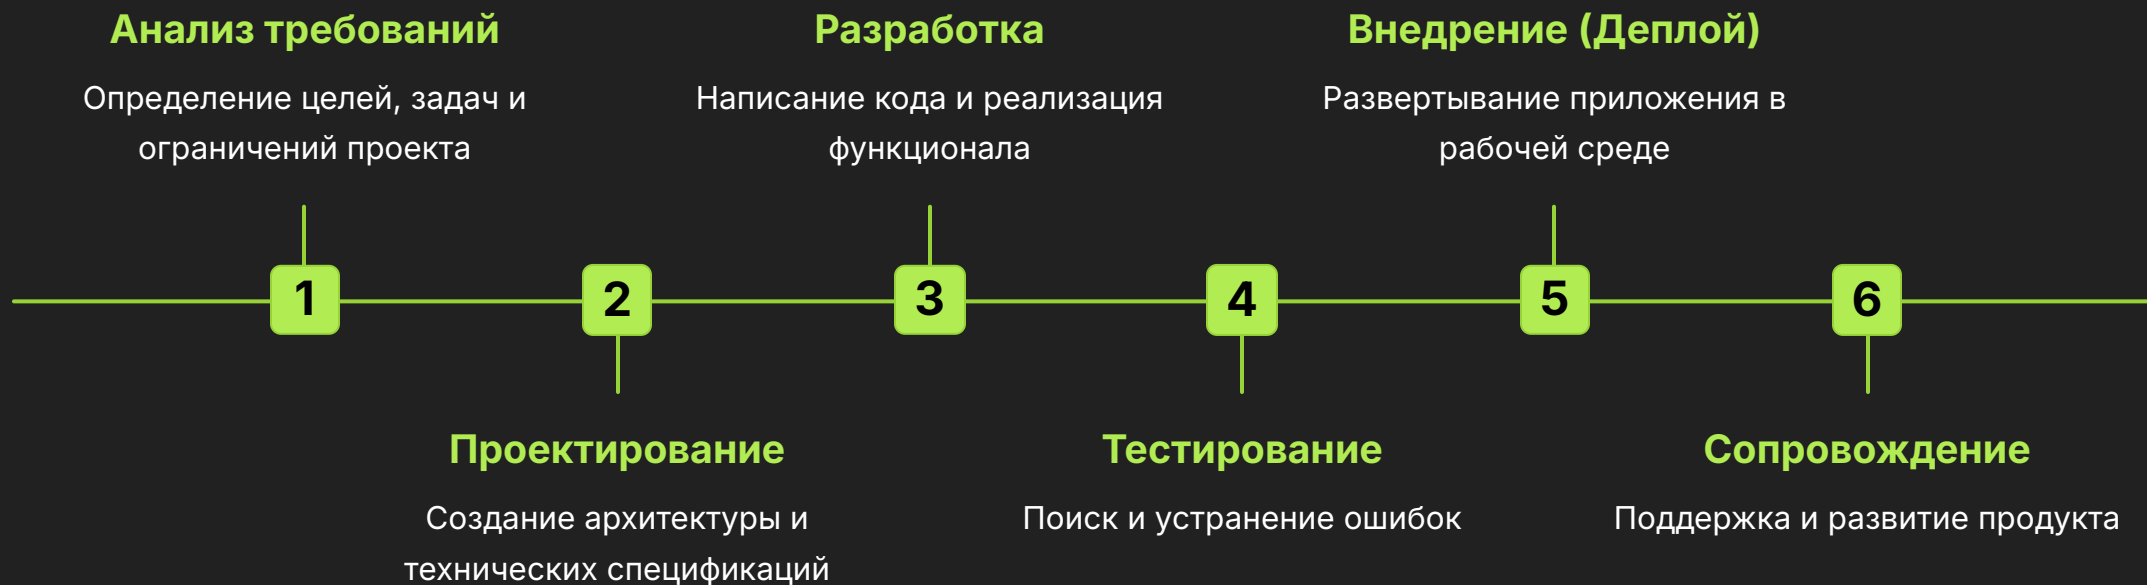 Анализ требований
Определение целей, задач и
ограничений проекта
Разработка
Написание кода и реализация
функционала
Внедрение (Деплой)
Развертывание приложения в
рабочей среде
1
2
3
4
5
6
Проектирование
Создание архитектуры и
технических спецификаций
Тестирование
Поиск и устранение ошибок
Сопровождение
Поддержка и развитие продукта